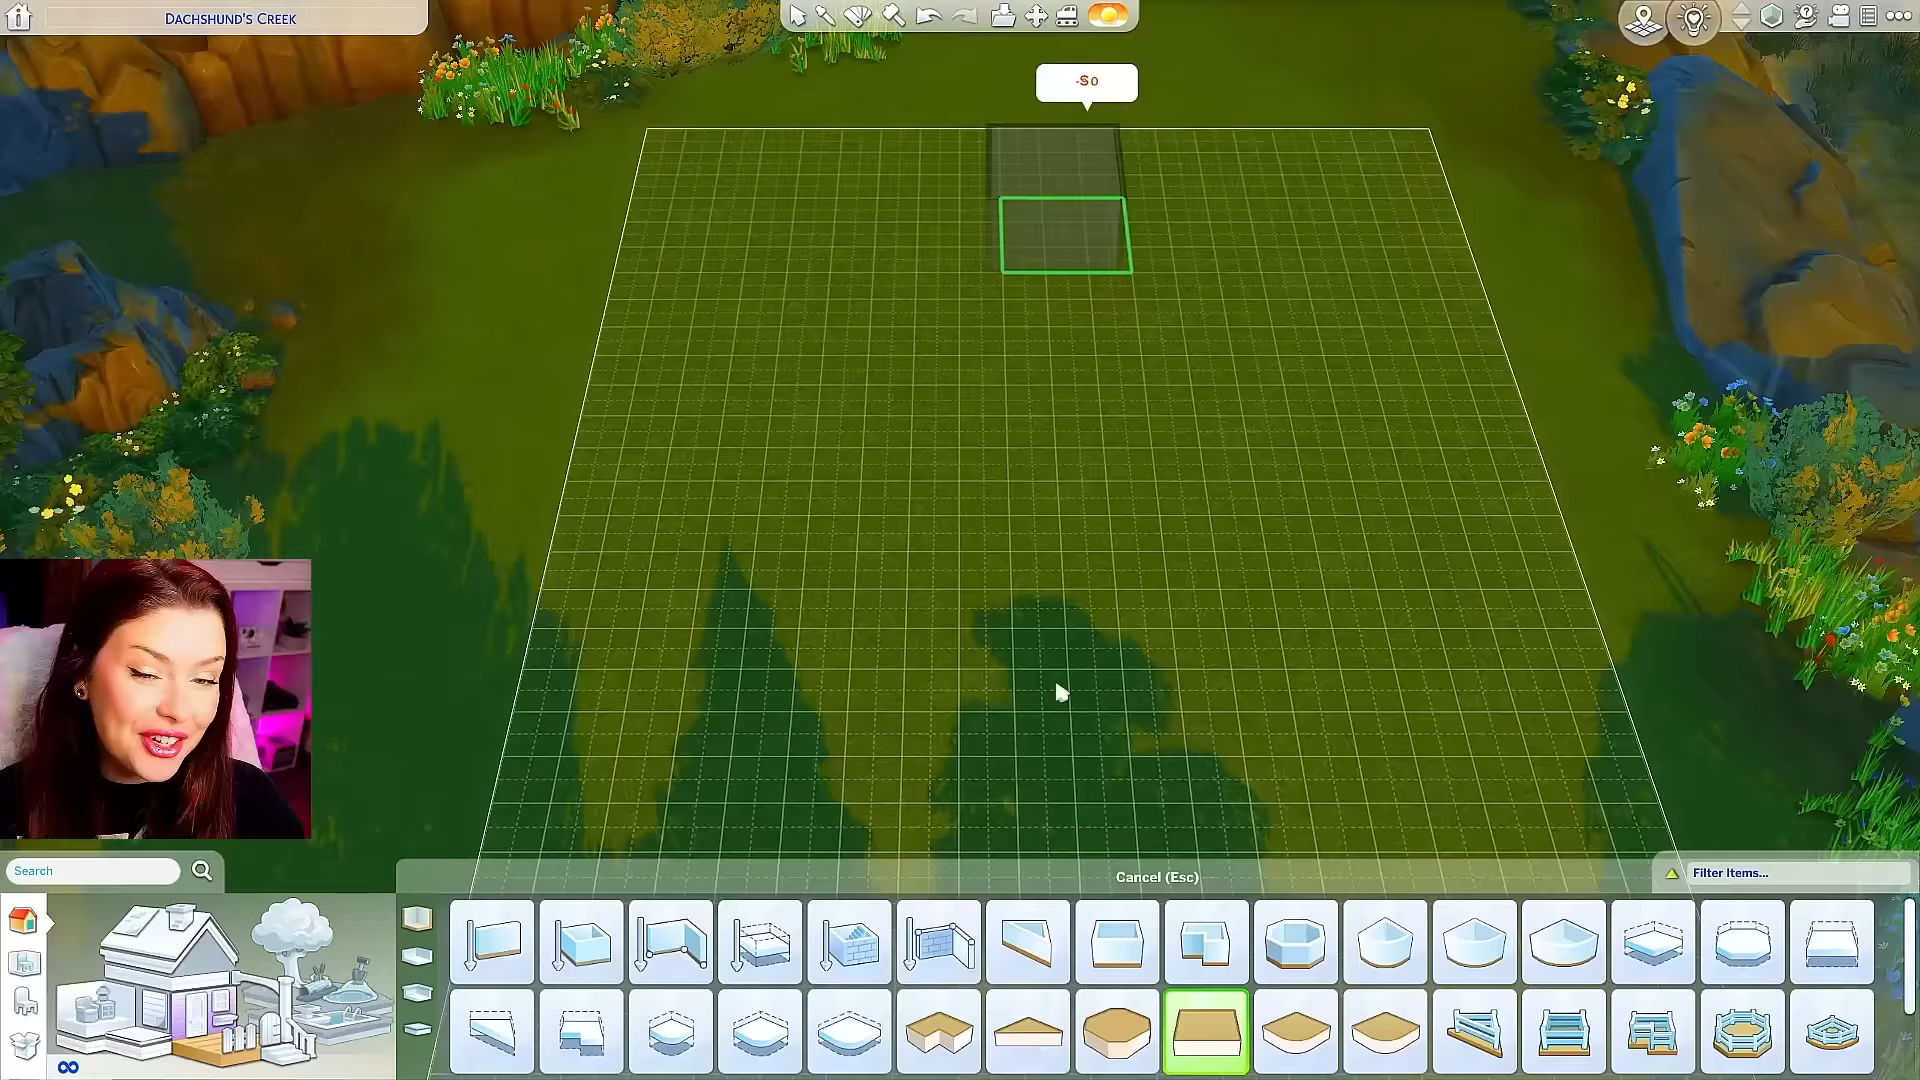 DACHSHUND'S CREEK
-§0
Cancel (Esc)
Search
Filter Items...